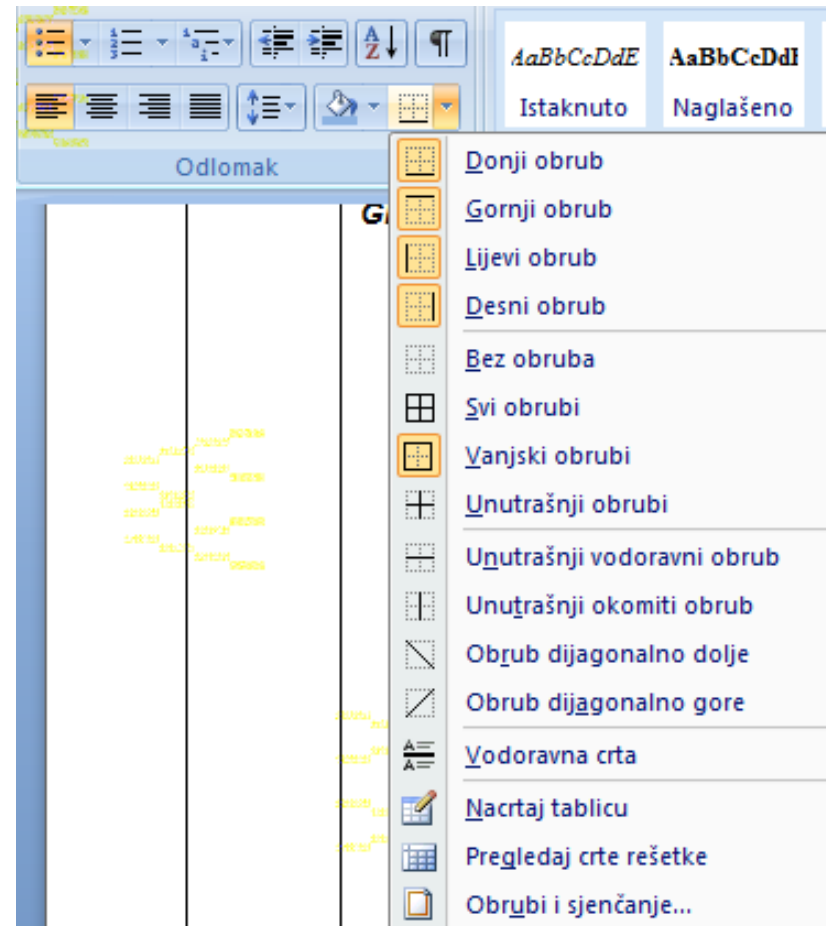 AaBbCcDdE AaBbCcDdI
Istaknuto Naglašeno
Odlomak
Donji obrub
Gornji obrub
Lijevi obrub
Desni obrub
Bez obruba
Svi obrubi
Vanjski obrubi
Unutrašnji obrubi
Unutrašnji vodoravni obrub
Unutrašnji okomiti obrub
Obrub dijagonalno dolje
Obrub dijagonalno gore
Vodoravna crta
Nacrtaj tablicu
Pregledaj crte rešetke
Obrubi i sjenčanje...